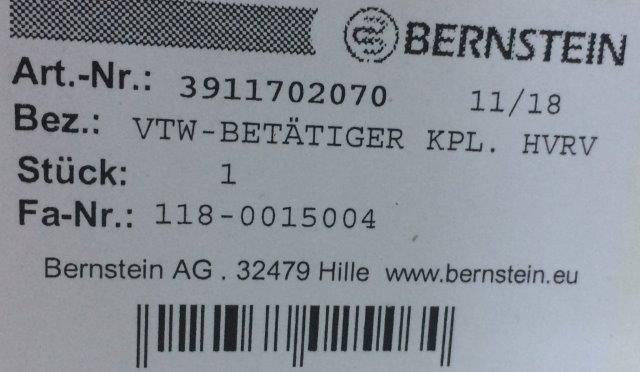 BERNSTEIN
Art.-Nr.: 3911702070 11/18
Bez.: VTW-BETÄTIGER KPL. HVRV
Stück: 1
Fa-Nr.: 118-0015004
Bernstein AG . 32479 Hille www.bernstein.eu